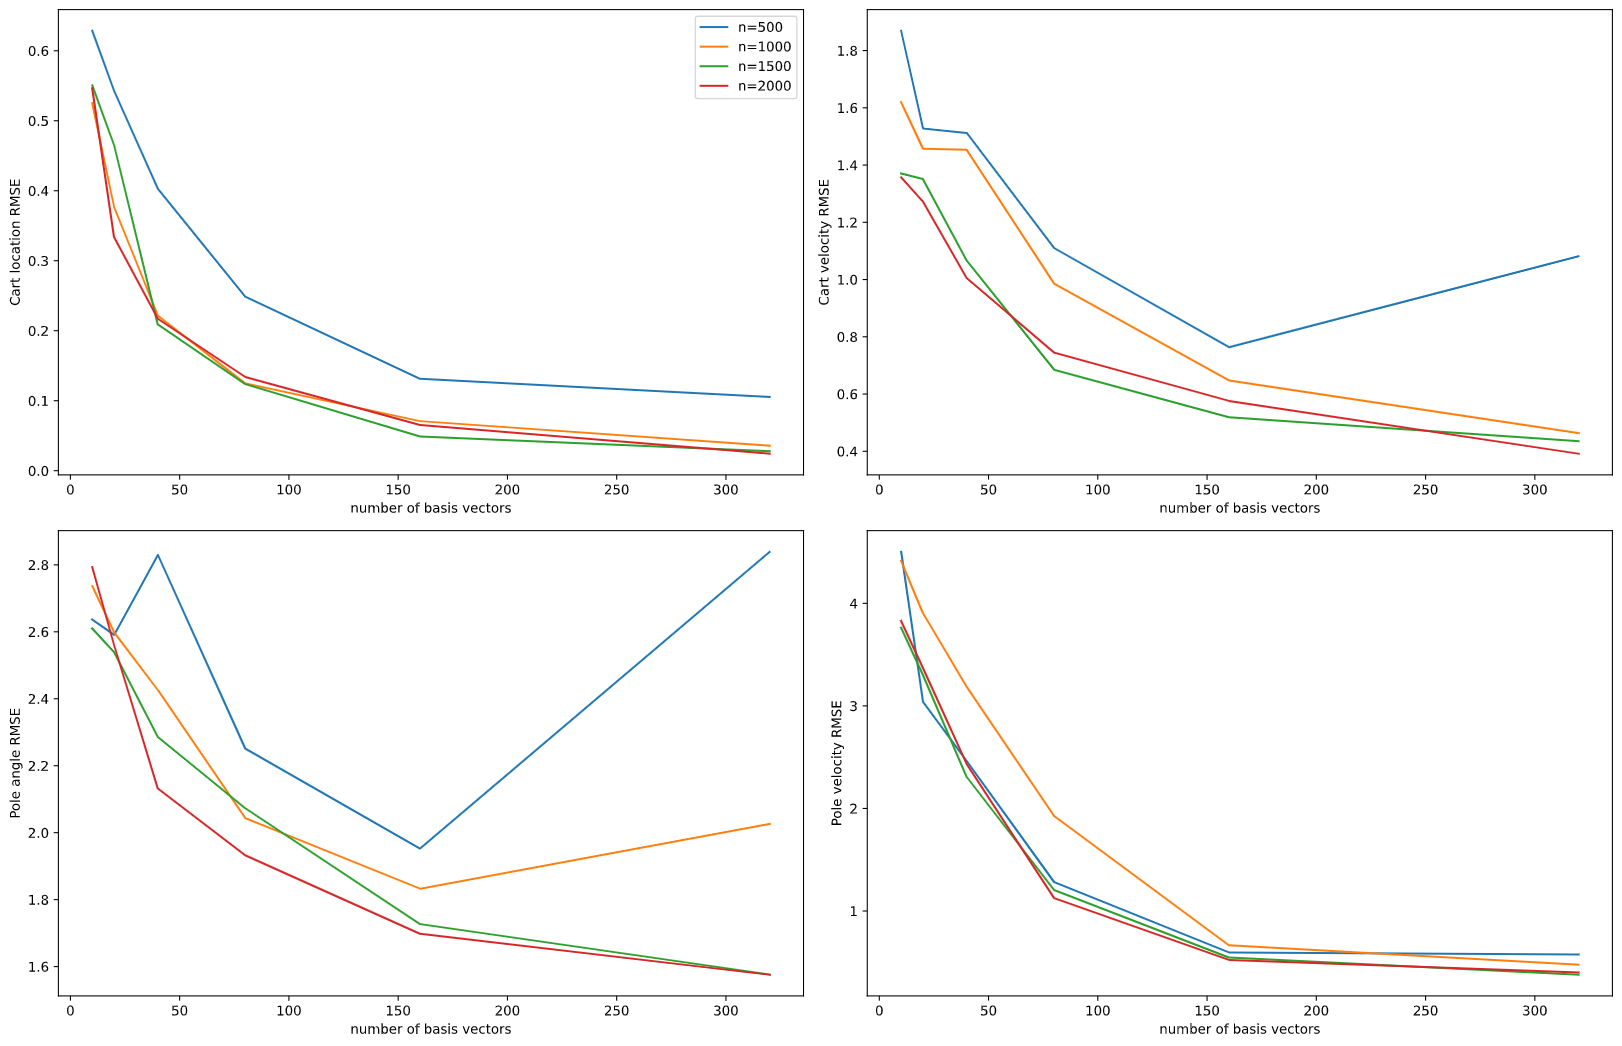 n=500
n=1000
n=1500
n=2000
Cart location RMSE
0.6
0.5
0.4
0.3
0.2
0.1
0.0
0 50 100 150 200 250 300
number of basis vectors
Cart velocity RMSE
1.8
1.6
1.4
1.2
1.0
0.8
0.6
0.4
0 50 100 150 200 250 300
number of basis vectors
Pole angle RMSE
2.8
2.6
2.4
2.2
2.0
1.8
1.6
0 50 100 150 200 250 300
number of basis vectors
Pole velocity RMSE
4
3
2
1
0 50 100 150 200 250 300
number of basis vectors